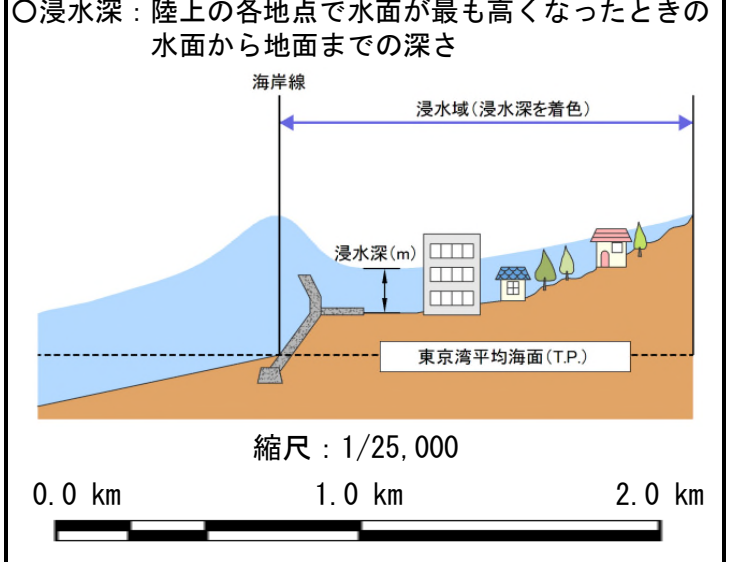 〇浸水深：陸上の各地点で水面が最も高くなったときの
水面から地面までの深さ
海岸線
浸水域(浸水深を着色)
浸水深(m)
東京湾平均海面(T.P.)
縮尺：1/25,000
0.0 km 1.0 km 2.0 km